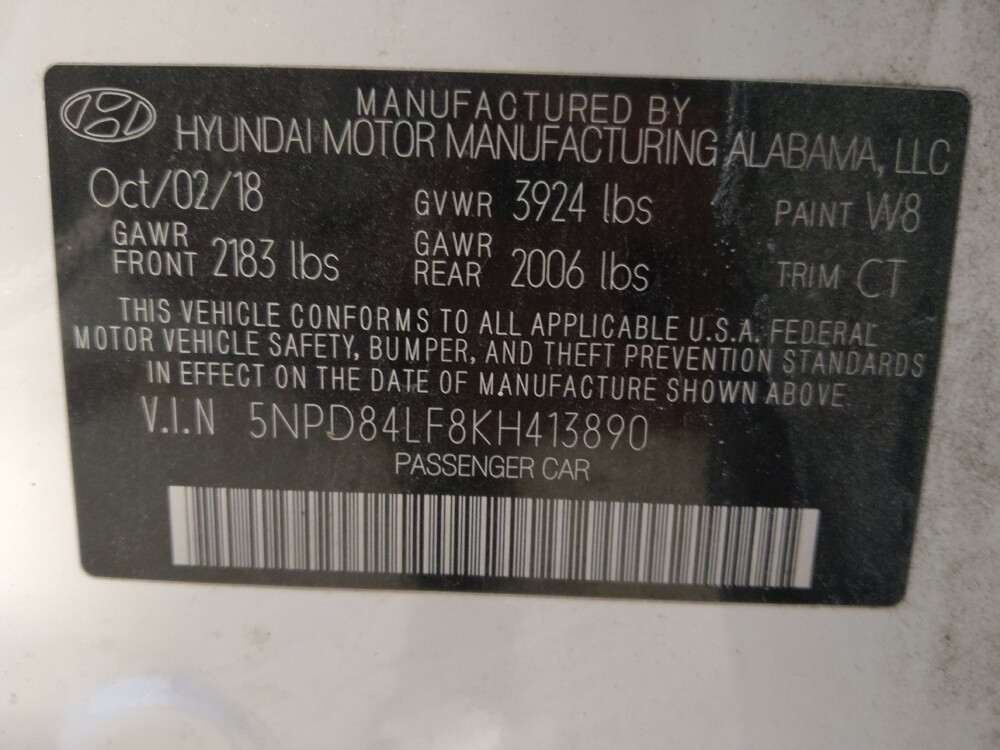 MANUFACTURED BY
HYUNDAI MOTOR MANUFACTURING ALABAMA, LLC
Oct/02/18 GVWR 3924 lbs PAINT W8
GAWR FRONT 2183 lbs GAWR REAR 2006 lbs TRIM CT
THIS VEHICLE CONFORMS TO ALL APPLICABLE U.S.A. FEDERAL
MOTOR VEHICLE SAFETY, BUMPER, AND THEFT PREVENTION STANDARDS
IN EFFECT ON THE DATE OF MANUFACTURE SHOWN ABOVE
V.I.N 5NPD84LF8KH413890
PASSENGER CAR